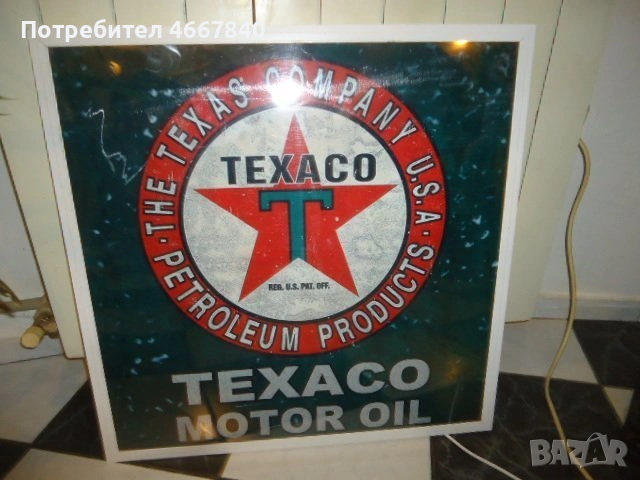 Потребител 4667840
·THE TEXAS COMPANY U.S.A·
TEXACO
T
REG. U.S. PAT. OFF.
PETROLEUM PRODUCTS
TEXACO
MOTOR OIL
BAZAR